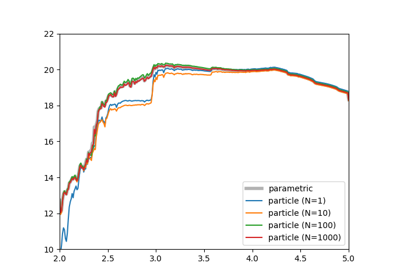 22
20
18
16
14
12
10
2.0 2.5 3.0 3.5 4.0 4.5 5.0
parametric
particle (N=1)
particle (N=10)
particle (N=100)
particle (N=1000)